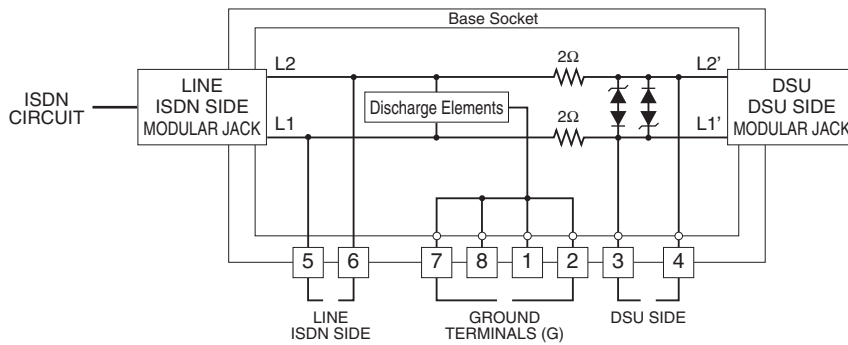 Base Socket
ISDN
CIRCUIT
LINE
ISDN SIDE
MODULAR JACK
L2
L1
Discharge Elements
2Ω
2Ω
L2'
L1'
DSU
DSU SIDE
MODULAR JACK
5
6
7
8
1
2
3
4
LINE
ISDN SIDE
GROUND
TERMINALS (G)
DSU SIDE